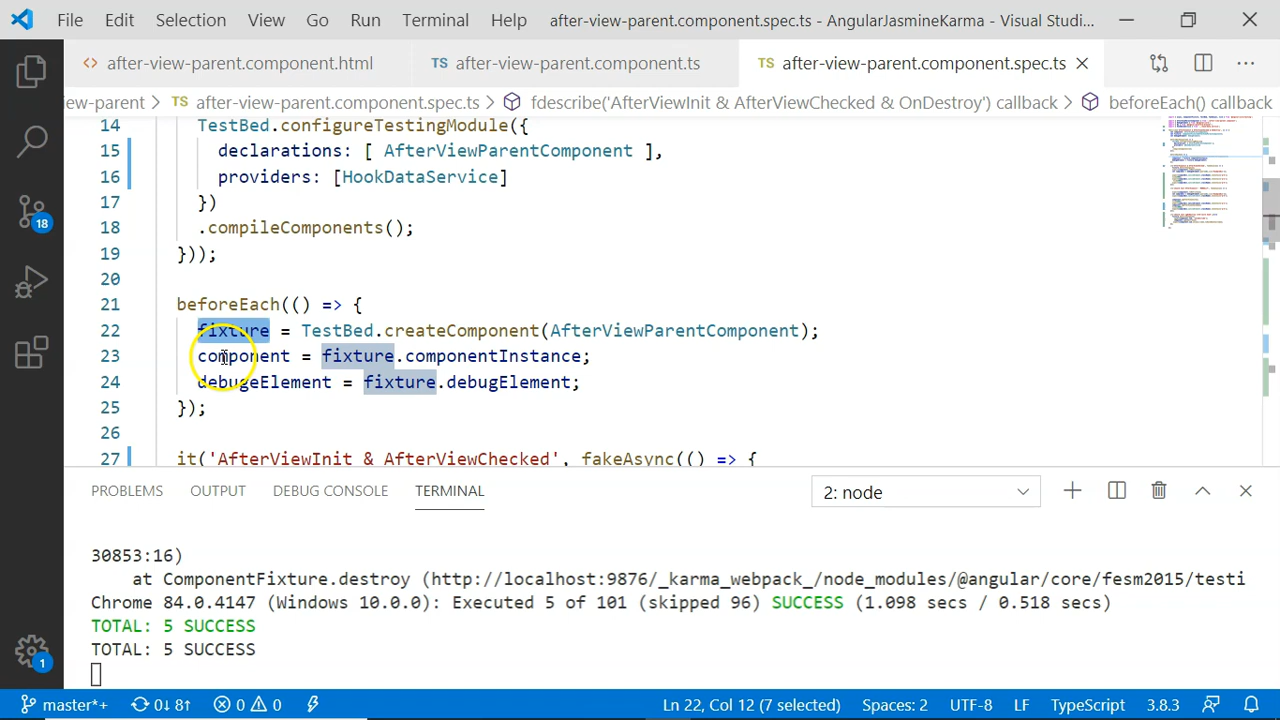 File Edit Selection View Go Run Terminal Help after-view-parent.component.spec.ts - AngularJasmineKarma - Visual Studi...
after-view-parent.component.html TS after-view-parent.component.ts TS after-view-parent.component.spec.ts
iew-parent > TS after-view-parent.component.spec.ts > fdescribe('AfterViewInit & AfterViewChecked & OnDestroy') callback > beforeEach() callback
14 TestBed.configureTestingModule({
15 declarations: [ AfterViewParentComponent ],
16 providers: [HookDataService]
17 })
18 .compileComponents();
19 }));
20
21 beforeEach(() => {
22 fixture = TestBed.createComponent(AfterViewParentComponent);
23 component = fixture.componentInstance;
24 debugeElement = fixture.debugElement;
25 });
26
27 it('AfterViewInit & AfterViewChecked', fakeAsync(() => {
18
PROBLEMS OUTPUT DEBUG CONSOLE TERMINAL 2: node
30853:16)
at ComponentFixture.destroy (http://localhost:9876/_karma_webpack_/node_modules/@angular/core/fesm2015/testi
Chrome 84.0.4147 (Windows 10.0.0): Executed 5 of 101 (skipped 96) SUCCESS (1.098 secs / 0.518 secs)
TOTAL: 5 SUCCESS
TOTAL: 5 SUCCESS
1
master*+ 0↓ 8↑ 0 0 Ln 22, Col 12 (7 selected) Spaces: 2 UTF-8 LF TypeScript 3.8.3